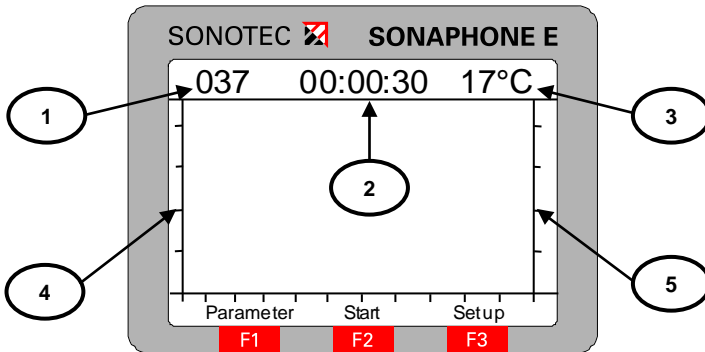 SONOTEC SONAPHONE E
037 00:00:30 17°C
1
3
2
4
5
Parameter Start Setup
F1 F2 F3